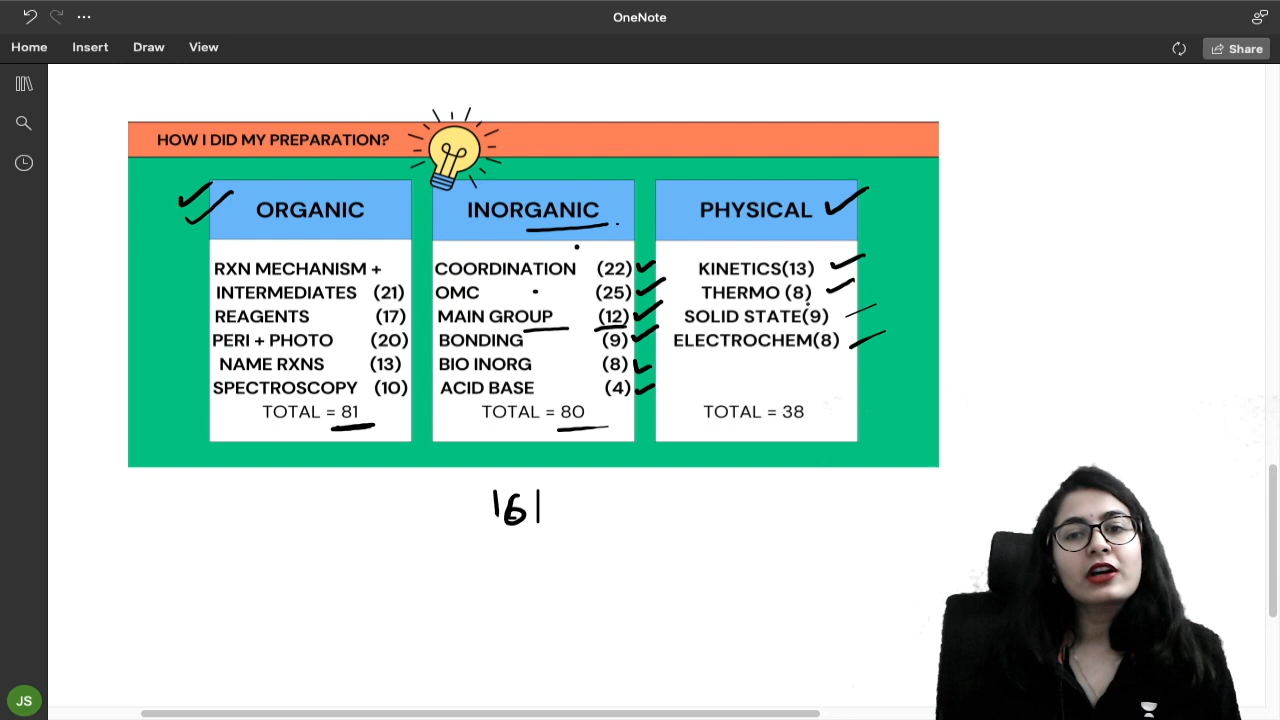 OneNote
Home Insert Draw View
Share
HOW I DID MY PREPARATION?
ORGANIC
RXN MECHANISM +
INTERMEDIATES (21)
REAGENTS (17)
PERI + PHOTO (20)
NAME RXNS (13)
SPECTROSCOPY (10)
TOTAL = 81
INORGANIC
COORDINATION (22)
OMC (25)
MAIN GROUP (12)
BONDING (9)
BIO INORG (8)
ACID BASE (4)
TOTAL = 80
PHYSICAL
KINETICS(13)
THERMO (8)
SOLID STATE(9)
ELECTROCHEM(8)
TOTAL = 38
161
JS